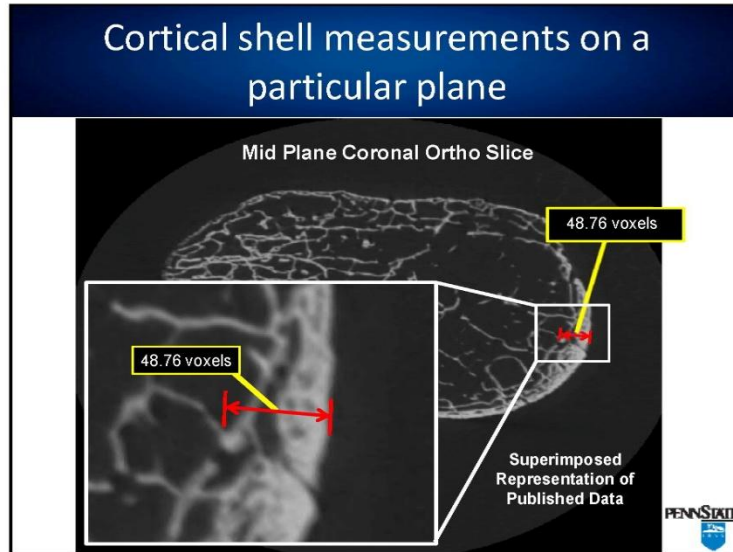 Cortical shell measurements on a
particular plane
Mid Plane Coronal Ortho Slice
48.76 voxels
48.76 voxels
Superimposed
Representation of
Published Data
PENNSTATE